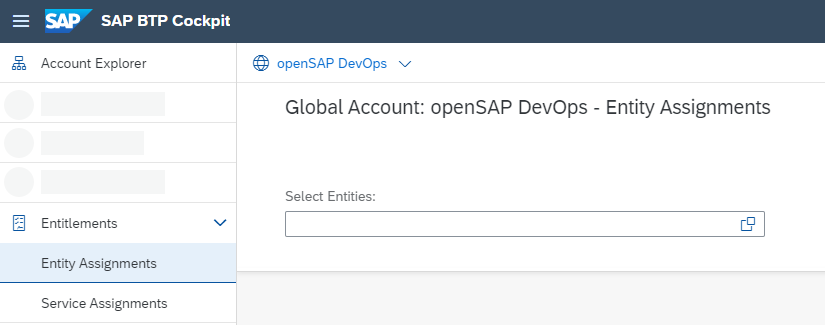 SAP SAP BTP Cockpit
Account Explorer
openSAP DevOps
Global Account: openSAP DevOps - Entity Assignments
Select Entities:
Entitlements
Entity Assignments
Service Assignments